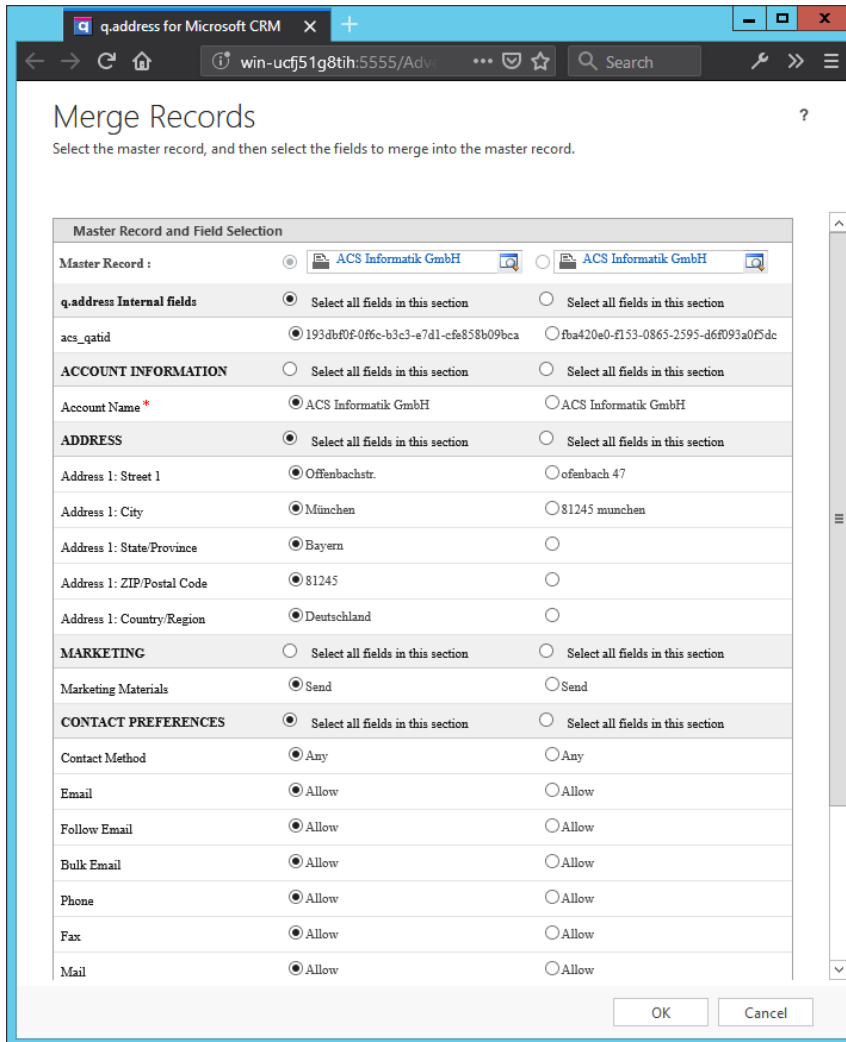 q q.address for Microsoft CRM
win-ucfj51g8tih:5555/Adve
Search
Merge Records
?
Select the master record, and then select the fields to merge into the master record.
Master Record and Field Selection
Master Record : ACS Informatik GmbH ACS Informatik GmbH
q.address Internal fields Select all fields in this section Select all fields in this section
acs_qatid 193dbf0f-0f6c-b3c3-e7d1-cfe858b09bca fba420e0-f153-0865-2595-d6f093a0f5dc
ACCOUNT INFORMATION Select all fields in this section Select all fields in this section
Account Name * ACS Informatik GmbH ACS Informatik GmbH
ADDRESS Select all fields in this section Select all fields in this section
Address 1: Street 1 Offenbachstr. ofenbach 47
Address 1: City München 81245 munchen
Address 1: State/Province Bayern
Address 1: ZIP/Postal Code 81245
Address 1: Country/Region Deutschland
MARKETING Select all fields in this section Select all fields in this section
Marketing Materials Send Send
CONTACT PREFERENCES Select all fields in this section Select all fields in this section
Contact Method Any Any
Email Allow Allow
Follow Email Allow Allow
Bulk Email Allow Allow
Phone Allow Allow
Fax Allow Allow
Mail Allow Allow
OK Cancel